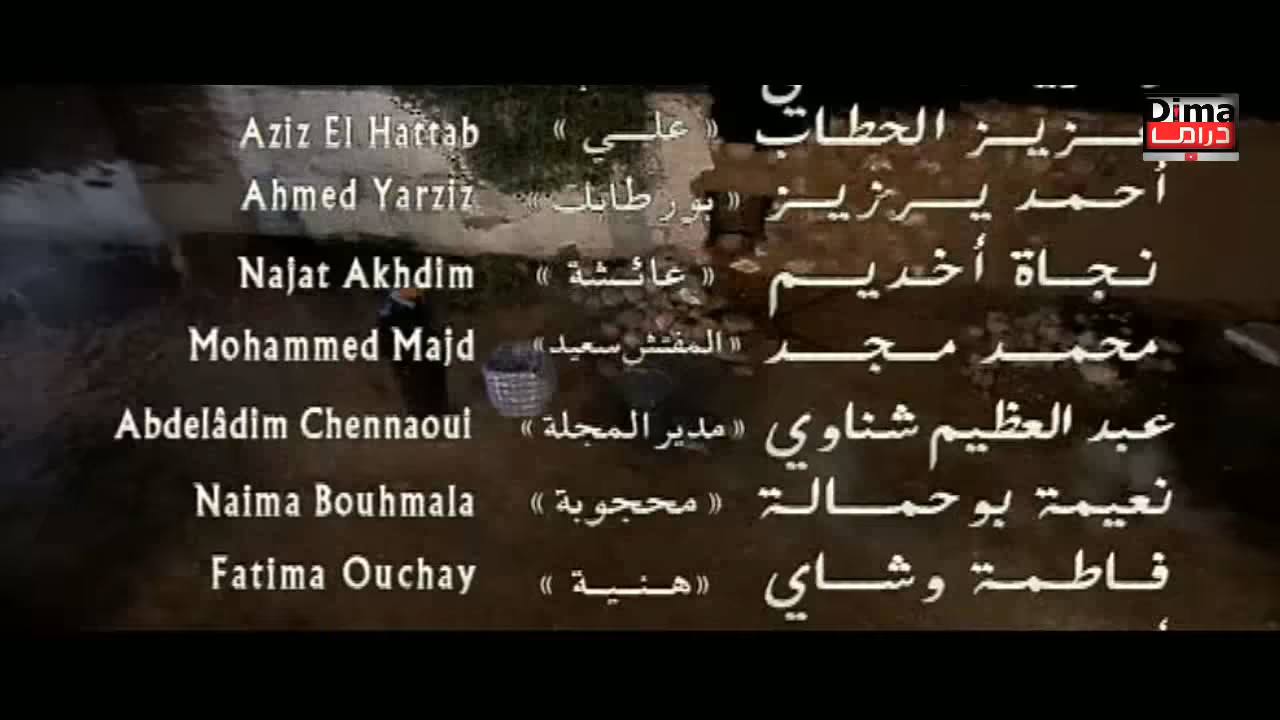 Dima
دراما
Aziz El Hattab « علي » عزيز الحطاب
Ahmed Yarziz « بورطابك » أحمد يرزيز
Najat Akhdim « عائشة » نجاة أخديم
Mohammed Majd « المفتش سعيد » محمد مجد
Abdelâdim Chennaoui « مدير المجلة » عبد العظيم شناوي
Naima Bouhmala « محجوبة » نعيمة بوحمالة
Fatima Ouchay « هنية » فاطمة وشاي